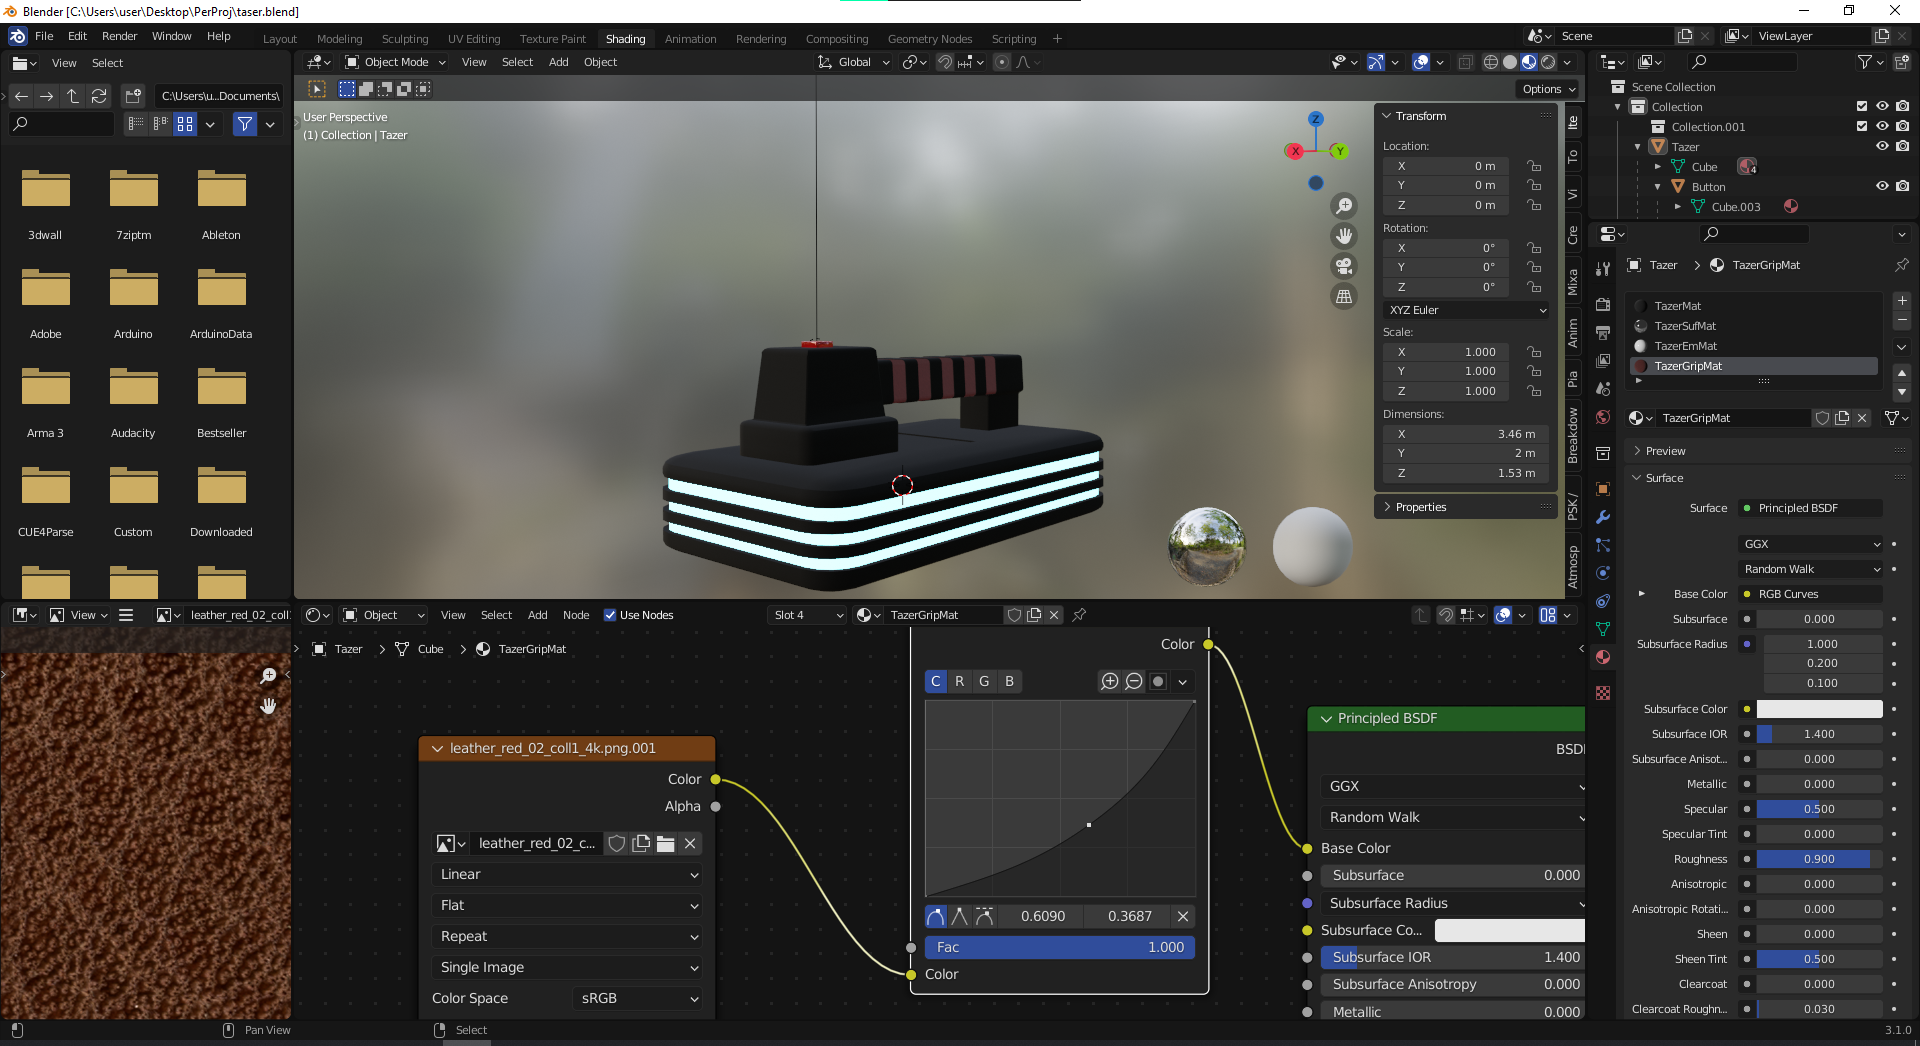 Blender [C:\Users\user\Desktop\PerProj\taser.blend]
File Edit Render Window Help
Layout Modeling Sculpting UV Editing Texture Paint Shading Animation Rendering Compositing Geometry Nodes Scripting +
Scene
ViewLayer
View Select
C:\Users\u...Documents\
3dwall 7ziptm Ableton
Adobe Arduino ArduinoData
Arma 3 Audacity Bestseller
CUE4Parse Custom Downloaded
Object Mode View Select Add Object
Global
Options
User Perspective
(1) Collection | Tazer
Z
X
Y
Transform
Location:
X 0 m
Y 0 m
Z 0 m
Rotation:
X 0°
Y 0°
Z 0°
XYZ Euler
Scale:
X 1.000
Y 1.000
Z 1.000
Dimensions:
X 3.46 m
Y 2 m
Z 1.53 m
Properties
Ite
To
Vi
Cre
Mixa
Anim
Pia
Breakdow
PSK/
Atmosp
Scene Collection
Collection
Collection.001
Tazer
Cube 4
Button
Cube.003
Tazer > TazerGripMat
TazerMat
TazerSufMat
TazerEmMat
TazerGripMat
TazerGripMat
Preview
Surface
Surface Principled BSDF
GGX
Random Walk
Base Color RGB Curves
Subsurface 0.000
Subsurface Radius 1.000
0.200
0.100
Subsurface Color
Subsurface IOR 1.400
Subsurface Anisot... 0.000
Metallic 0.000
Specular 0.500
Specular Tint 0.000
Roughness 0.900
Anisotropic 0.000
Anisotropic Rotati... 0.000
Sheen 0.000
Sheen Tint 0.500
Clearcoat 0.000
Clearcoat Roughn... 0.030
View
leather_red_02_coll
Object View Select Add Node Use Nodes
Slot 4
TazerGripMat
Tazer > Cube > TazerGripMat
leather_red_02_coll1_4k.png.001
Color
Alpha
leather_red_02_c...
Linear
Flat
Repeat
Single Image
Color Space sRGB
Color
C R G B
0.6090 0.3687
Fac 1.000
Color
Principled BSDF
BSDF
GGX
Random Walk
Base Color
Subsurface 0.000
Subsurface Radius
Subsurface Co...
Subsurface IOR 1.400
Subsurface Anisotropy 0.000
Metallic 0.000
Pan View
Select
3.1.0